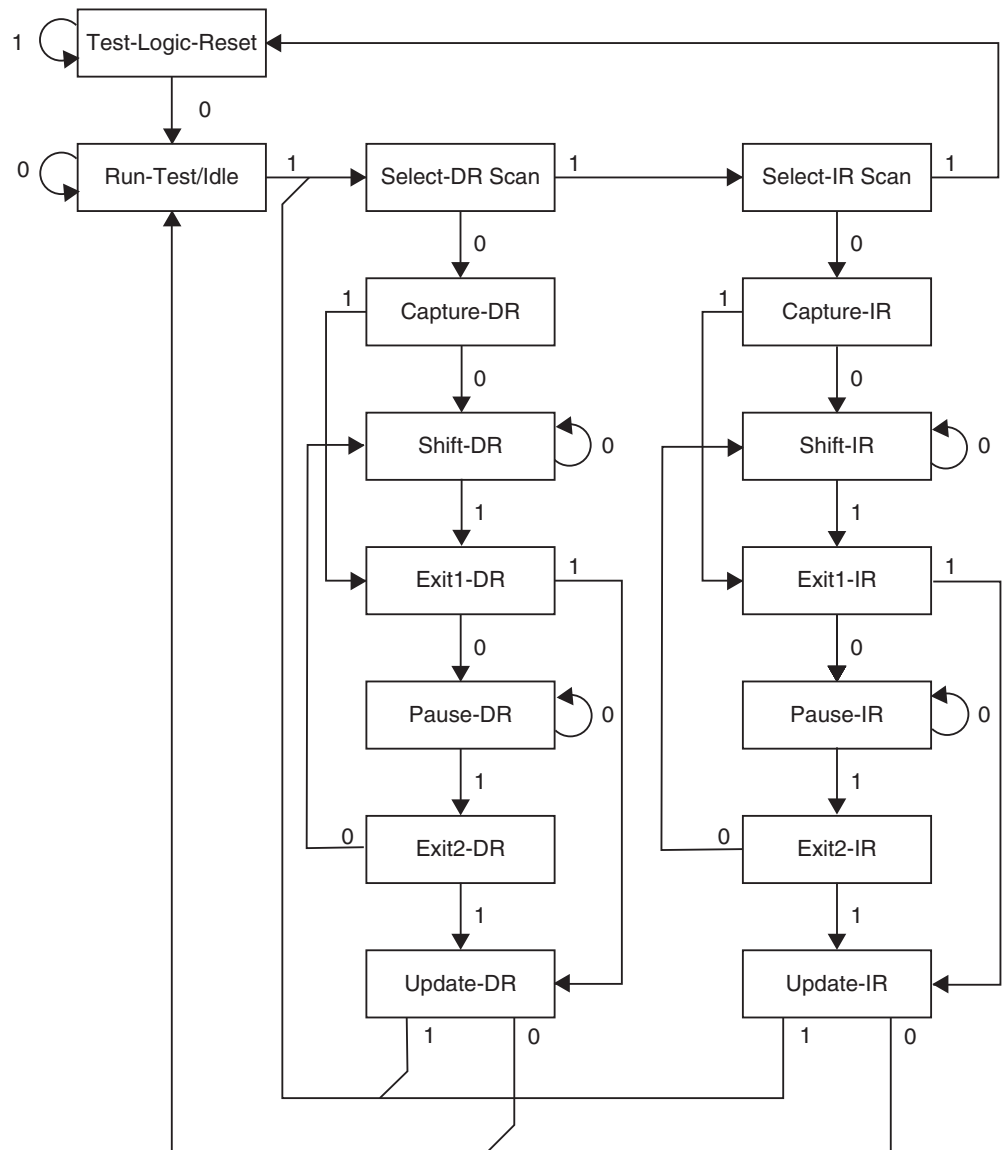 1
Test-Logic-Reset
0
0
Run-Test/Idle
1
Select-DR Scan
1
Select-IR Scan
1
0
0
1
Capture-DR
1
Capture-IR
0
0
Shift-DR
0
Shift-IR
0
1
1
Exit1-DR
1
Exit1-IR
1
0
0
Pause-DR
0
Pause-IR
0
1
1
0
Exit2-DR
0
Exit2-IR
1
1
Update-DR
Update-IR
1
0
1
0